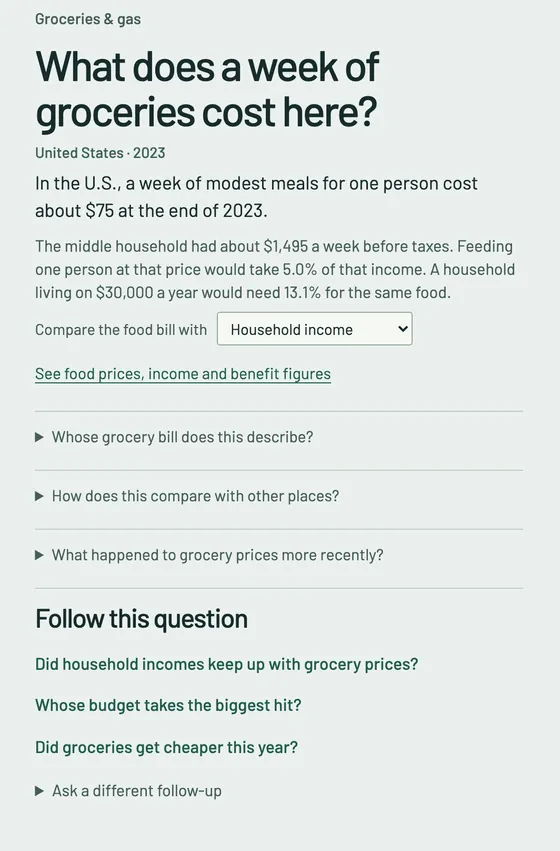 Groceries & gas
What does a week of
groceries cost here?
United States · 2023
In the U.S., a week of modest meals for one person cost
about $75 at the end of 2023.
The middle household had about $1,495 a week before taxes. Feeding
one person at that price would take 5.0% of that income. A household
living on $30,000 a year would need 13.1% for the same food.
Compare the food bill with Household income
See food prices, income and benefit figures
Whose grocery bill does this describe?
How does this compare with other places?
What happened to grocery prices more recently?
Follow this question
Did household incomes keep up with grocery prices?
Whose budget takes the biggest hit?
Did groceries get cheaper this year?
Ask a different follow-up